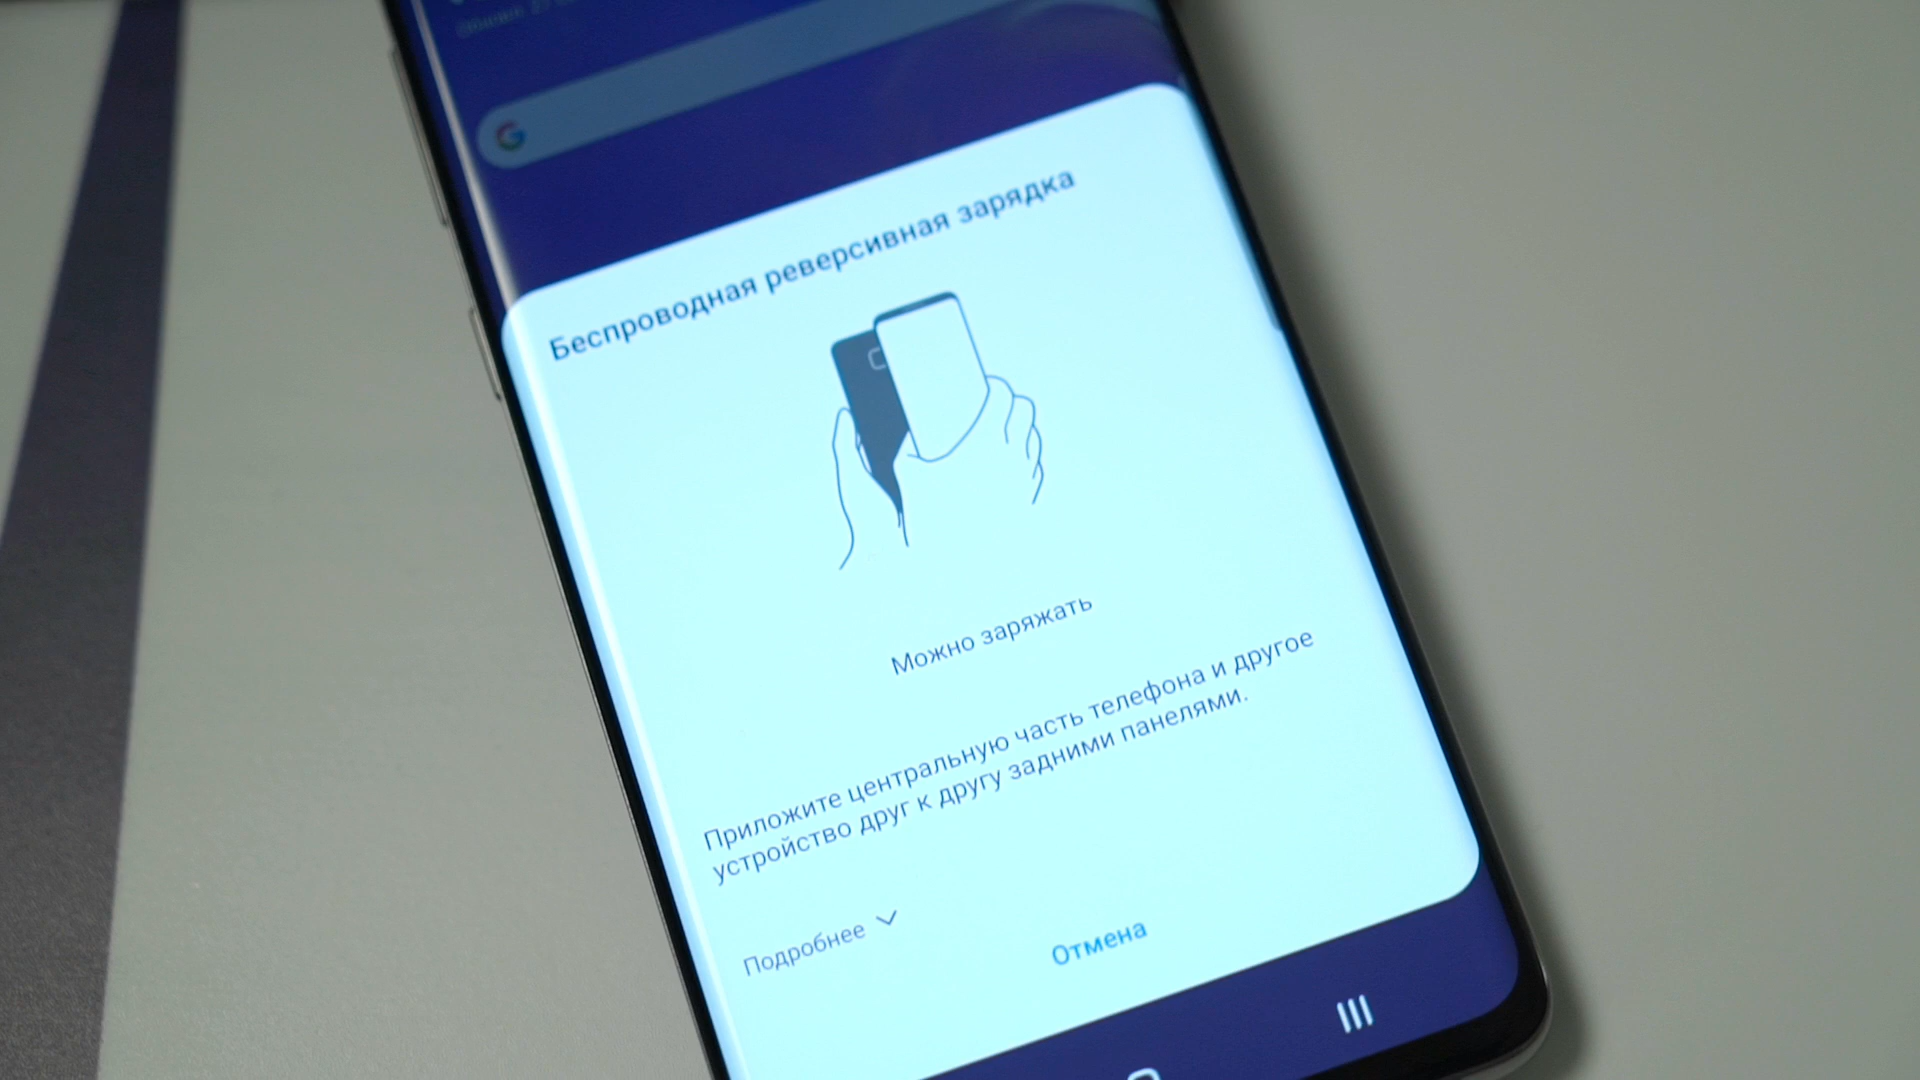 G
Беспроводная реверсивная зарядка
Можно заряжать
Приложите центральную часть телефона и другое
устройство друг к другу задними панелями.
Подробнее
Отмена